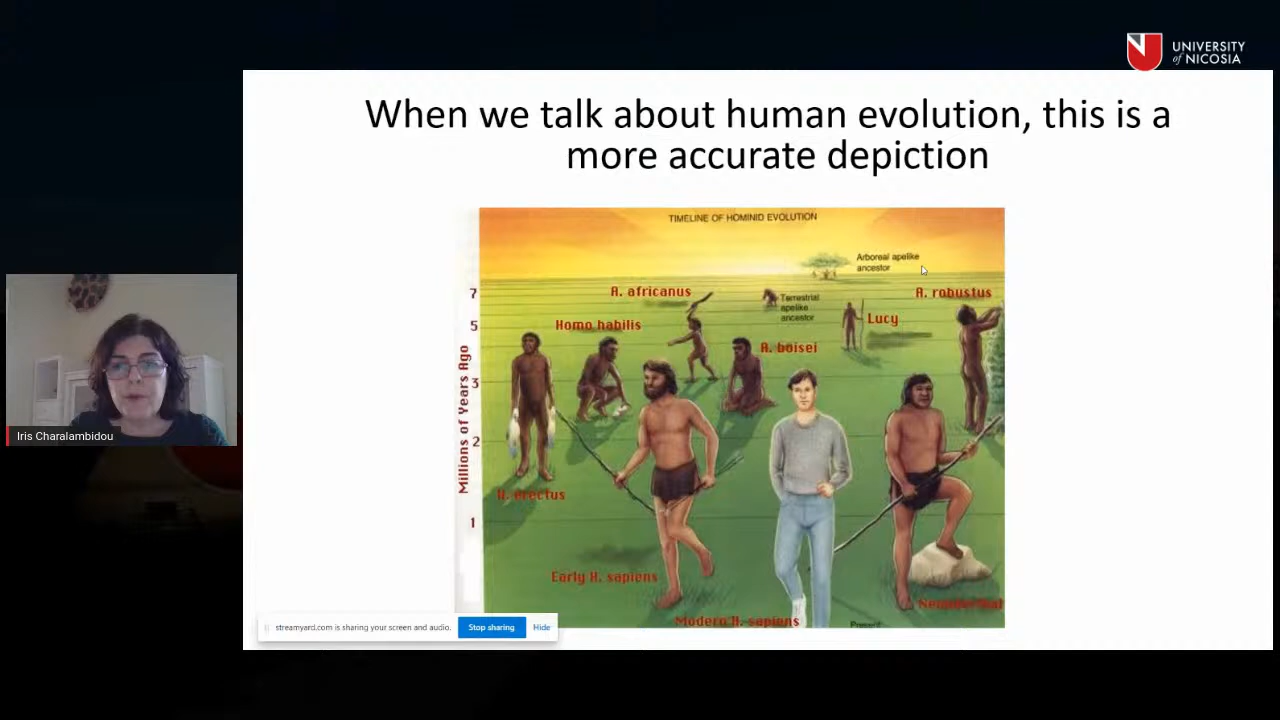 UNIVERSITY
of NICOSIA
When we talk about human evolution, this is a
more accurate depiction
TIMELINE OF HOMINID EVOLUTION
Arboreal apelike
ancestor
7
A. africanus
Terrestrial
apelike
ancestor
A. robustus
5
Homo habilis
Lucy
A. boisei
3
Millions of Years Ago
2
H. erectus
1
Early H. sapiens
Neanderthal
Modern H. sapiens
Present
Iris Charalambidou
streamyard.com is sharing your screen and audio.
Stop sharing
Hide